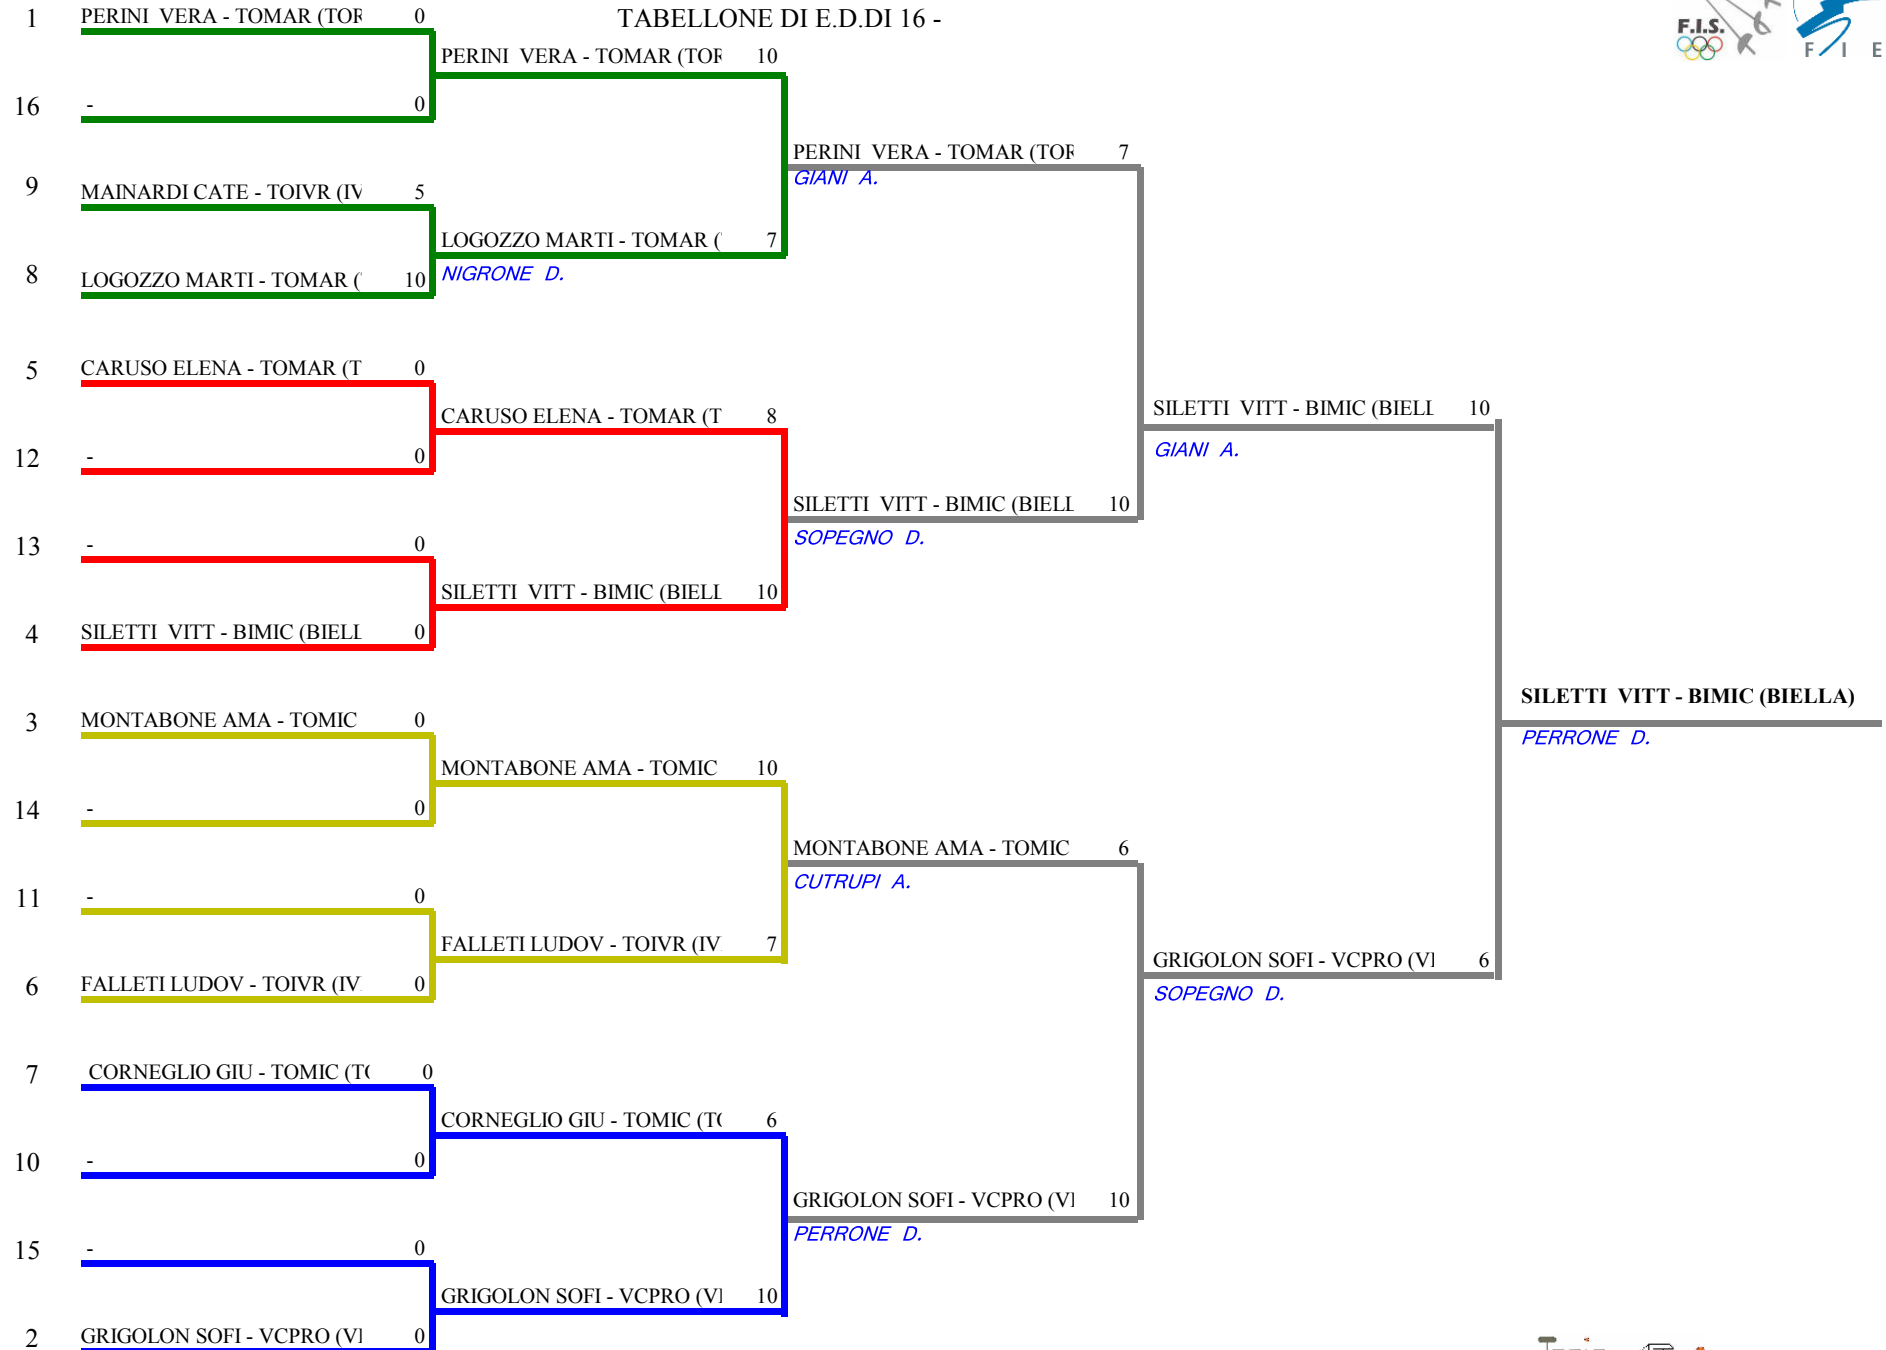 1 PERINI VERA - TOMAR (TOR 0
TABELLONE DI E.D.DI 16 -
F.I.S.
F I E
PERINI VERA - TOMAR (TOR 10
16 - 0
PERINI VERA - TOMAR (TOR 7
GIANI A.
9 MAINARDI CATE - TOIVR (IV 5
LOGOZZO MARTI - TOMAR ( 7
NIGRONE D.
8 LOGOZZO MARTI - TOMAR ( 10
5 CARUSO ELENA - TOMAR (T 0
CARUSO ELENA - TOMAR (T 8
SILETTI VITT - BIMIC (BIELL 10
GIANI A.
12 - 0
SILETTI VITT - BIMIC (BIELL 10
SOPEGNO D.
13 - 0
SILETTI VITT - BIMIC (BIELL 10
4 SILETTI VITT - BIMIC (BIELL 0
SILETTI VITT - BIMIC (BIELLA)
PERRONE D.
3 MONTABONE AMA - TOMIC 0
MONTABONE AMA - TOMIC 10
14 - 0
MONTABONE AMA - TOMIC 6
CUTRUPI A.
11 - 0
FALLETI LUDOV - TOIVR (IV 7
GRIGOLON SOFI - VCPRO (VI 6
SOPEGNO D.
6 FALLETI LUDOV - TOIVR (IV 0
7 CORNEGLIO GIU - TOMIC (TO 0
CORNEGLIO GIU - TOMIC (TO 6
10 - 0
GRIGOLON SOFI - VCPRO (VI 10
PERRONE D.
15 - 0
GRIGOLON SOFI - VCPRO (VI 10
2 GRIGOLON SOFI - VCPRO (VI 0